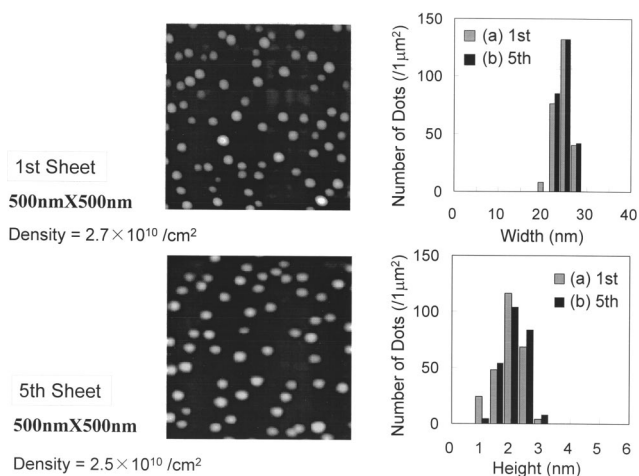 1st Sheet
500nmX500nm
Density = 2.7×10¹⁰ /cm²
150
100
50
0
0 10 20 30 40
Width (nm)
Number of Dots (/1μm²)
(a) 1st
(b) 5th
5th Sheet
500nmX500nm
Density = 2.5×10¹⁰ /cm²
150
100
50
0
0 1 2 3 4 5 6
Height (nm)
Number of Dots (/1μm²)
(a) 1st
(b) 5th